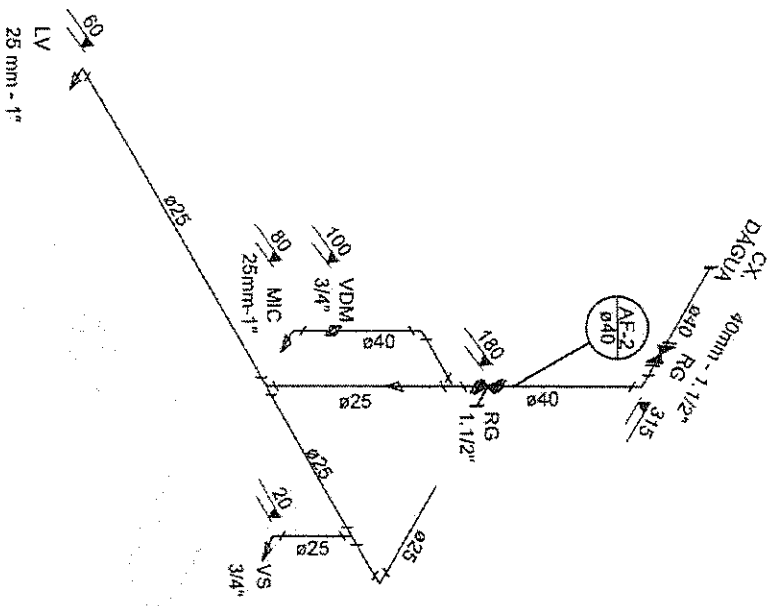 CX.
DÁGUA
ø40
RG
40mm - 1.1/2"
315
AF-2
ø40
ø40
180
RG
1.1/2"
100
VDM
3/4"
ø40
80
MIC
25mm-1"
ø25
60
LV
25 mm - 1"
ø25
ø25
ø25
20
ø25
VS
3/4"